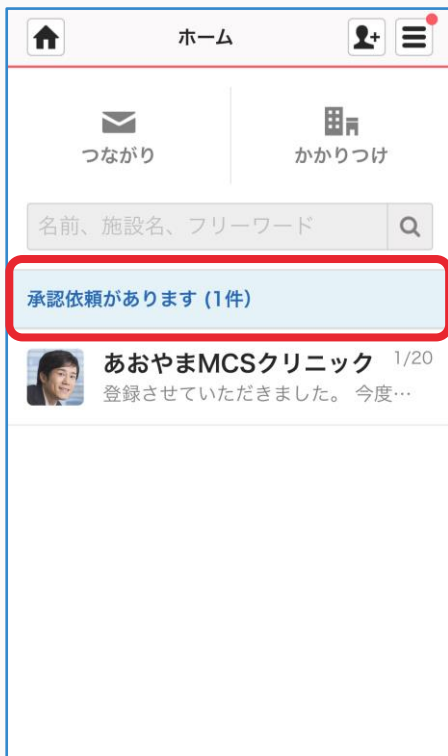 ホーム
つながり
かかりつけ
名前、施設名、フリーワード
承認依頼があります (1件)
あおやまMCSクリニック 1/20
登録させていただきました。 今度…